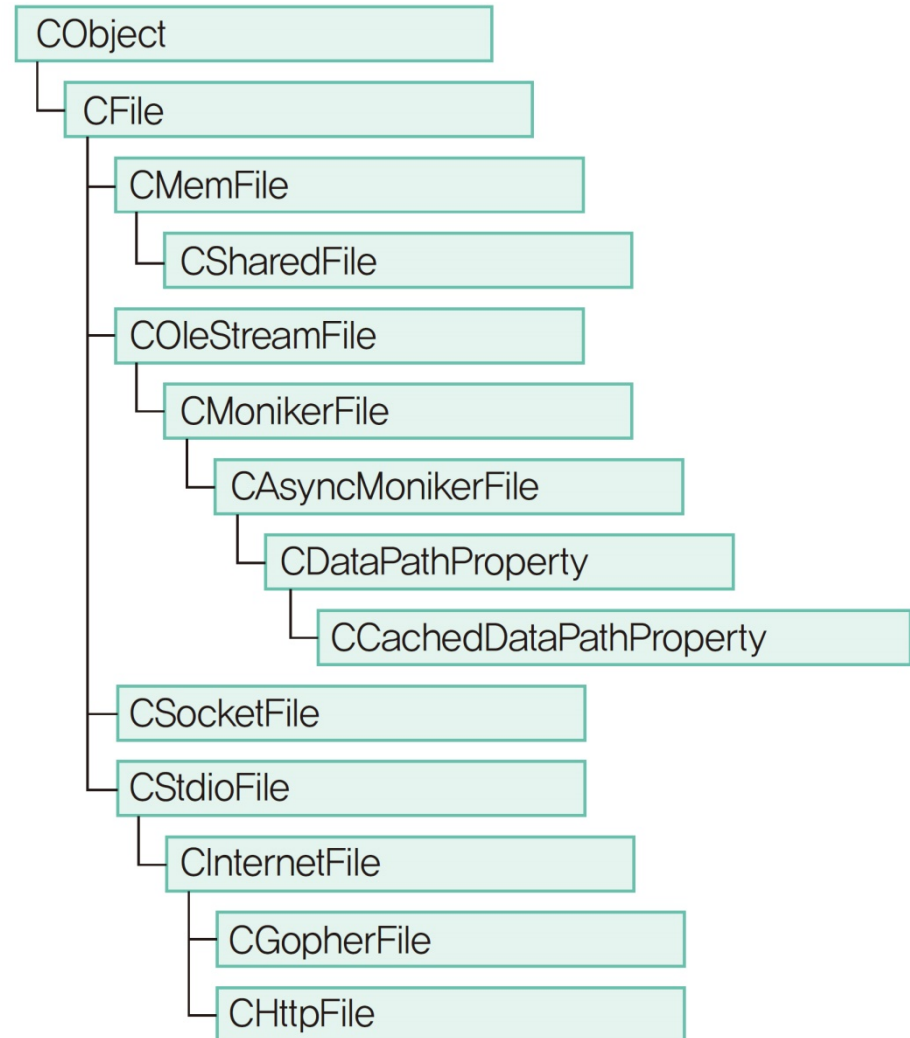 CObject
CFile
CMemFile
CSharedFile
COleStreamFile
CMonikerFile
CAsyncMonikerFile
CDataPathProperty
CCachedDataPathProperty
CSocketFile
CStdioFile
CInternetFile
CGopherFile
CHttpFile